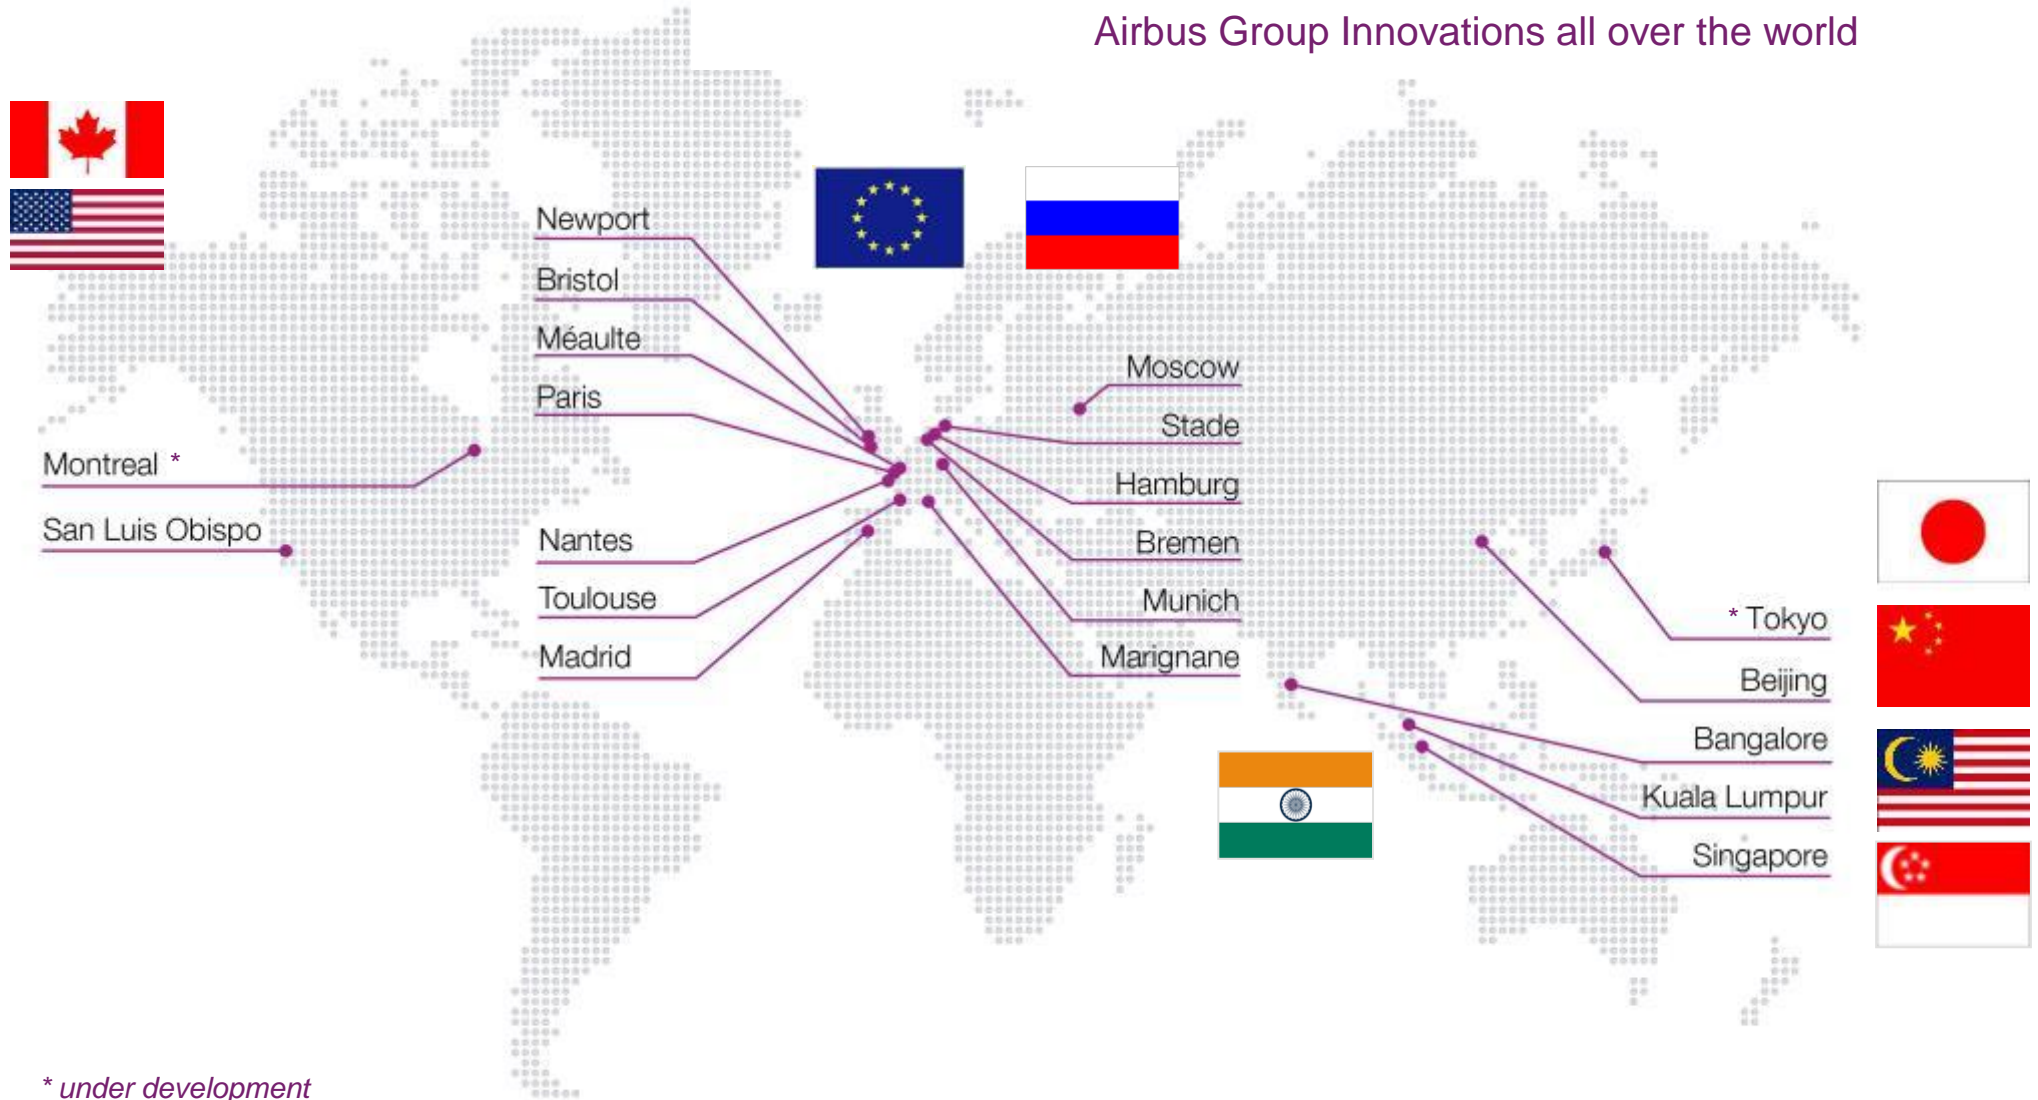 Airbus Group Innovations all over the world
Newport
Bristol
Méaulte
Paris
Montreal *
San Luis Obispo
Nantes
Toulouse
Madrid
Moscow
Stade
Hamburg
Bremen
Munich
Marignane
* Tokyo
Beijing
Bangalore
Kuala Lumpur
Singapore
* under development